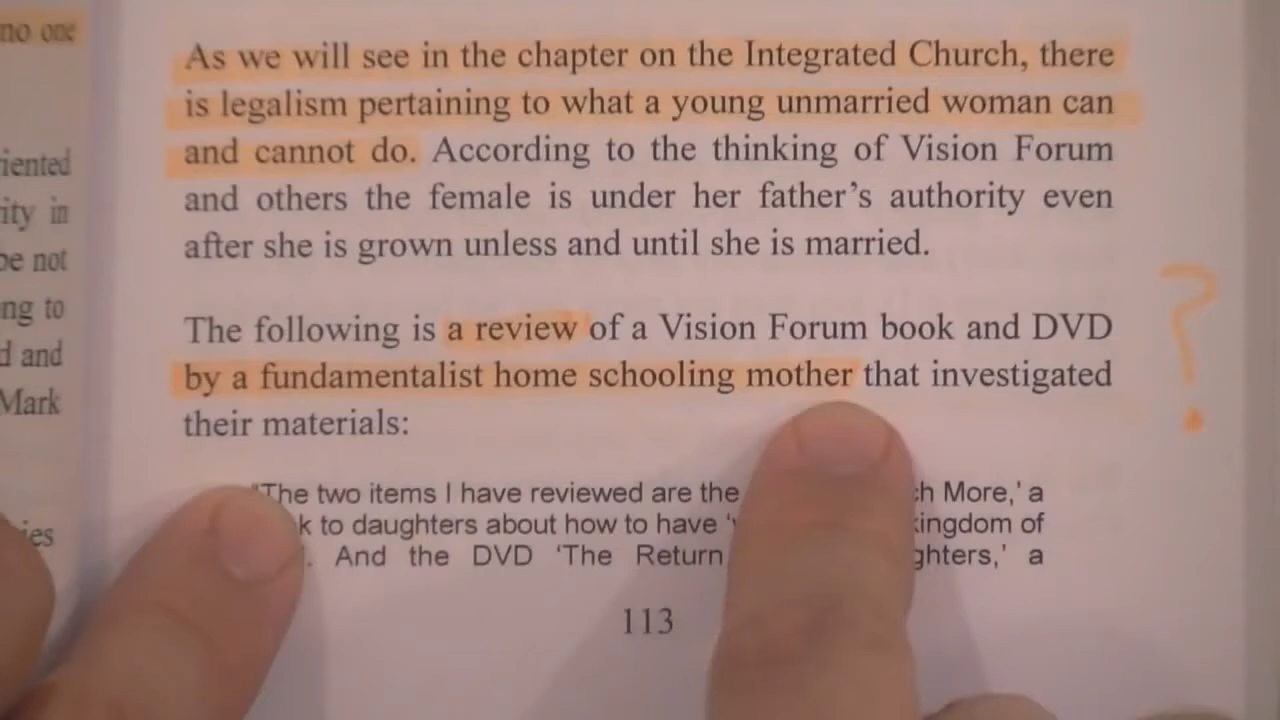 no one
iented
ity in
be not
ng to
d and
Mark
ies
As we will see in the chapter on the Integrated Church, there
is legalism pertaining to what a young unmarried woman can
and cannot do. According to the thinking of Vision Forum
and others the female is under her father's authority even
after she is grown unless and until she is married.
The following is a review of a Vision Forum book and DVD
by a fundamentalist home schooling mother that investigated
their materials:
?
"The two items I have reviewed are the ch More,' a
k to daughters about how to have kingdom of
. And the DVD 'The Return ghters,' a
113